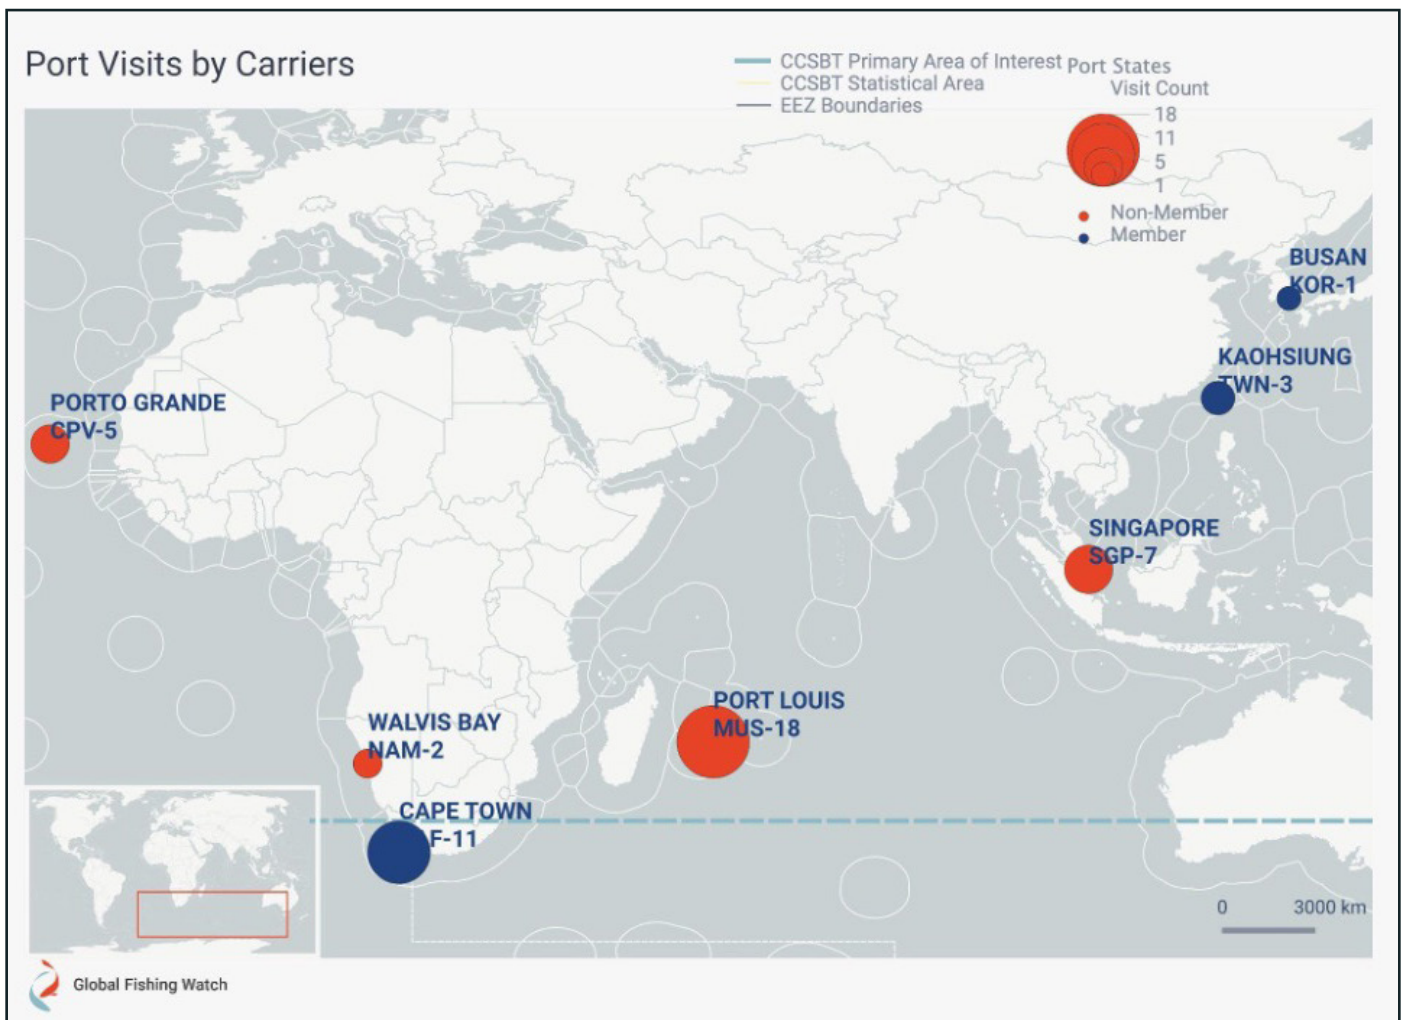 Port Visits by Carriers
CCSBT Primary Area of Interest
CCSBT Statistical Area
EEZ Boundaries
Port States
Visit Count
18
11
5
1
Non-Member
Member
BUSAN
KOR-1
KAOHSIUNG
TWN-3
PORTO GRANDE
CPV-5
SINGAPORE
SGP-7
PORT LOUIS
MUS-18
WALVIS BAY
NAM-2
CAPE TOWN
F-11
0 3000 km
Global Fishing Watch